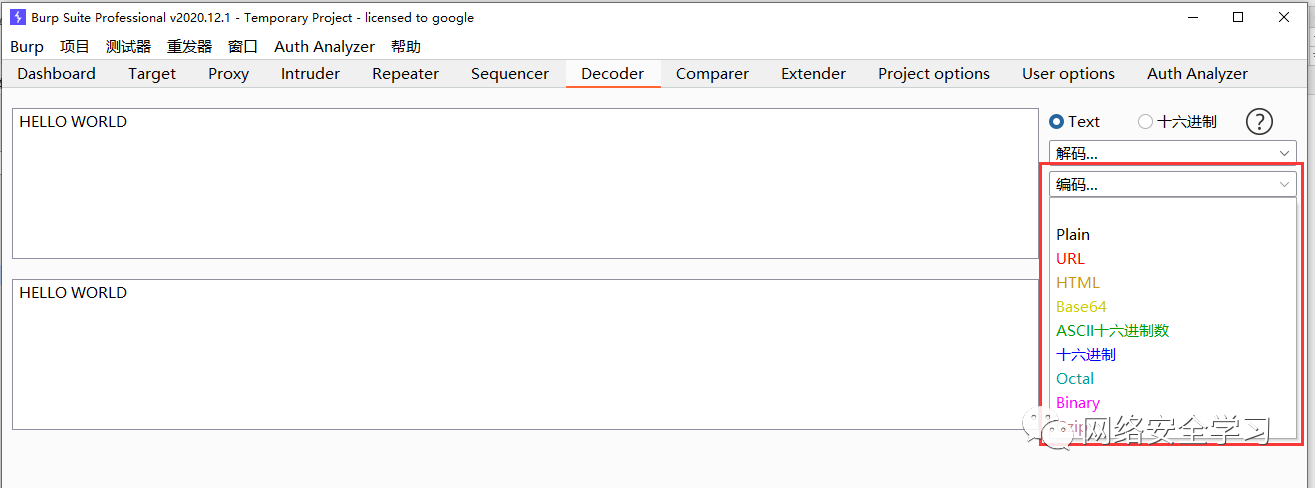 Burp Suite Professional v2020.12.1 - Temporary Project - licensed to google
Burp 项目 测试器 重发器 窗口 Auth Analyzer 帮助
Dashboard Target Proxy Intruder Repeater Sequencer Decoder Comparer Extender Project options User options Auth Analyzer
HELLO WORLD
Text 十六进制 ?
解码...
编码...
Plain
URL
HTML
Base64
ASCII十六进制数
十六进制
Octal
Binary
HELLO WORLD
网络安全学习